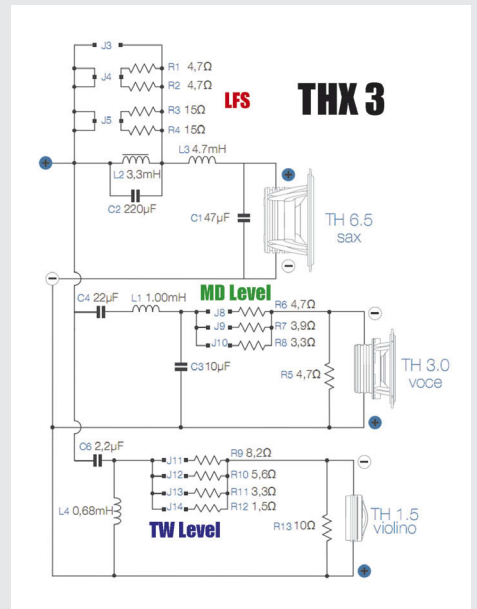 J3
R1 4,7Ω
J4
R2 4,7Ω
LFS
THX 3
R3 15Ω
J5
R4 15Ω
L3 4.7mH
+
L2 3,3mH
+
C2 220µF
C1 47µF
TH 6.5
sax
−
−
C4 22µF
L1 1.00mH
MD Level
R6 4,7Ω
−
J8
J9
R7 3,9Ω
J10
R8 3,3Ω
C3 10µF
R5 4,7Ω
TH 3.0
voce
+
C6 2,2µF
R9 8,2Ω
J11
−
J12
R10 5,6Ω
J13
R11 3,3Ω
J14
R12 1,5Ω
L4 0,68mH
TW Level
R13 10Ω
TH 1.5
violino
+